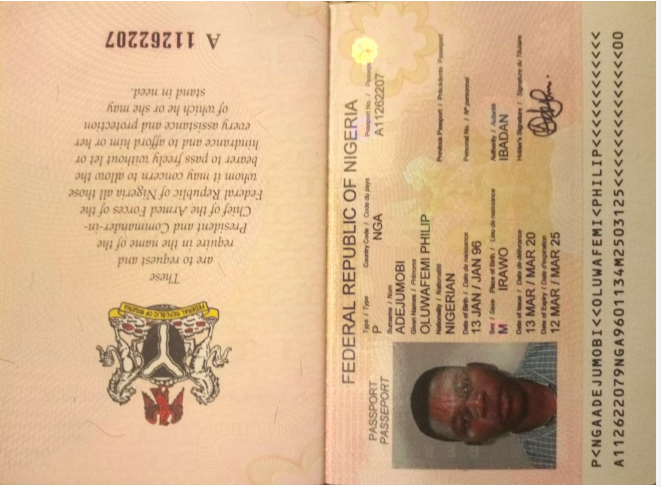 A 11262207
These
are to request and
require in the name of the
President and Commander-in-
Chief of the Armed Forces of the
Federal Republic of Nigeria all those
whom it may concern to allow the
bearer to pass freely without let or
hindrance and to afford him or her
every assistance and protection
of which he or she may
stand in need.
FEDERAL REPUBLIC OF NIGERIA
FEDERAL REPUBLIC OF NIGERIA
PASSPORT
PASSEPORT
Type / Type
Country Code / Code du pays
Passport No. /
P
NGA
A11262207
Surname / Nom
ADEJUMOBI
Given Names / Prénoms
OLUWAFEMI PHILIP
Nationality / Nationalité
Previous Passport / Précédente Passeport
NIGERIAN
Date of Birth / Date de naissance
Personal No. / N° personnel
13 JAN / JAN 96
Sex / Sexe
Place of Birth / Lieu de naissance
Authority / Autorité
M
IRAWO
IBADAN
Date of Issue / Date de délivrance
Holder's Signature / Signature du Titulaire
13 MAR / MAR 20
Date of Expiry / Date d'expiration
12 MAR / MAR 25
P<NGAADEJUMOBI<<OLUWAFEMI<PHILIP<<<<<<<<<<<<
A112622079NGA9601134M2503125<<<<<<<<<<<<<<00